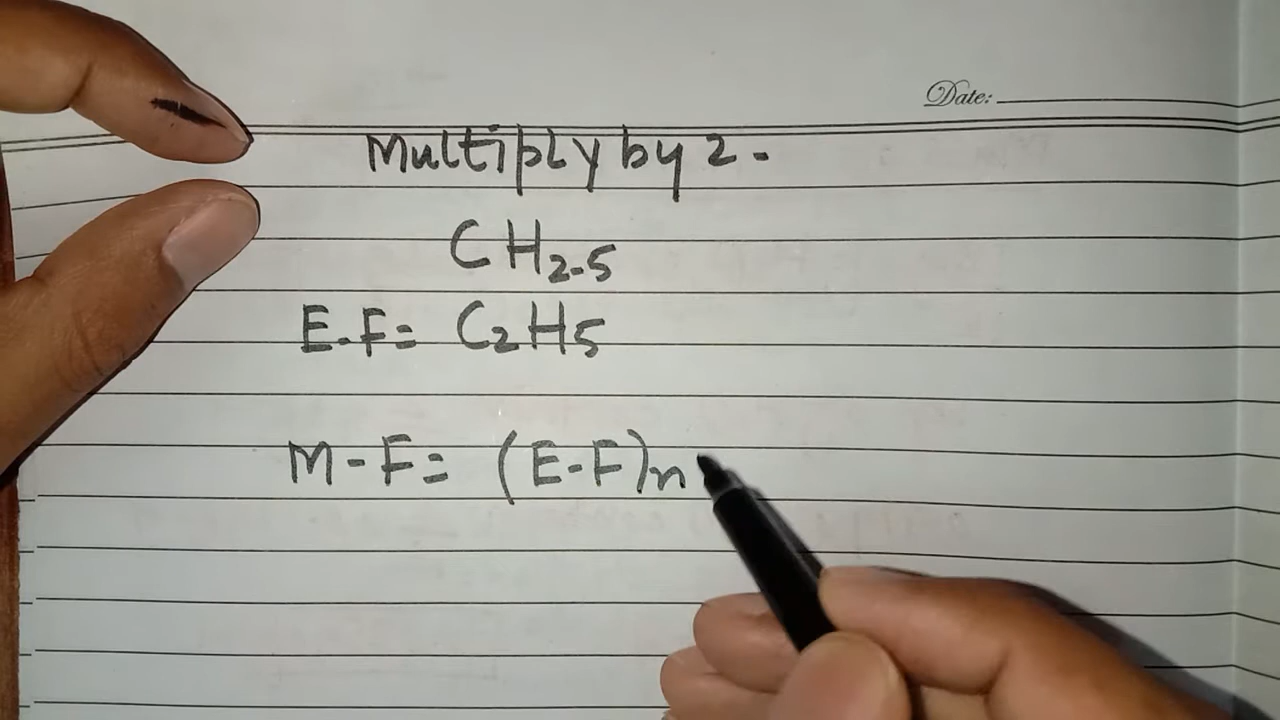 Date:
Multiply by 2.
CH2.5
E.F= C2H5
M-F= (E-F)n